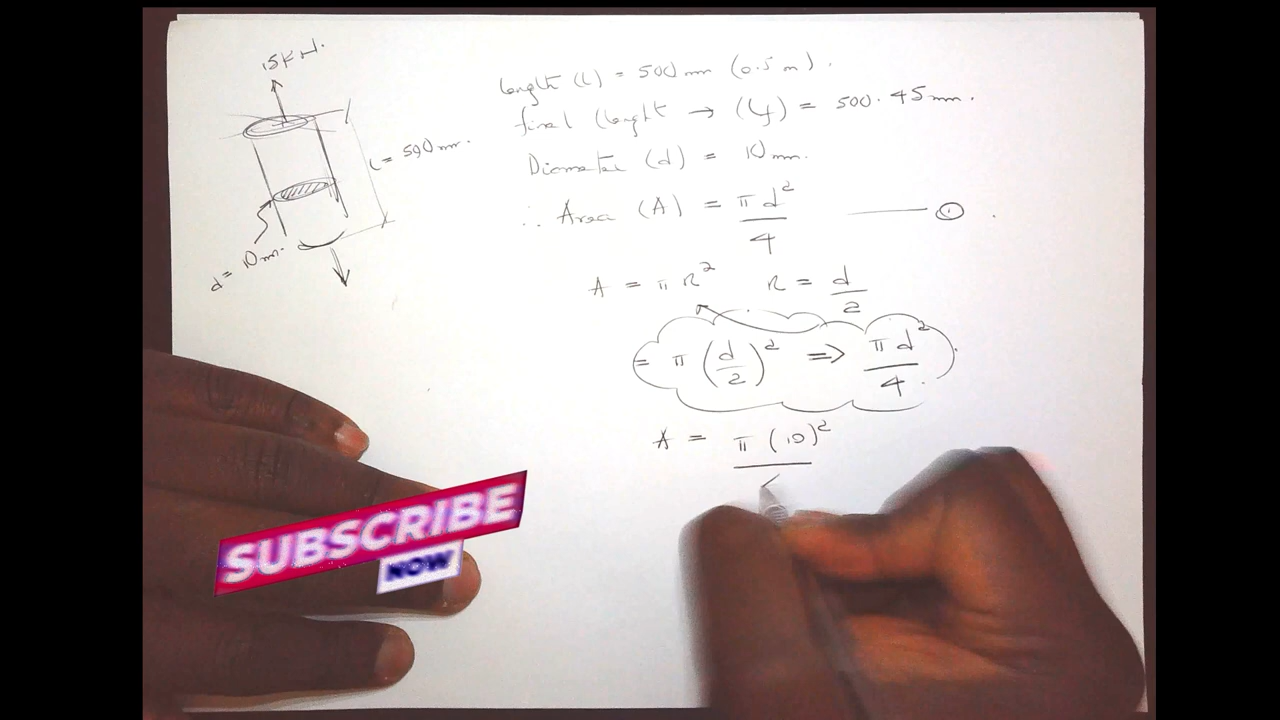 15KN.
L = 500mm.
d = 10mm.
length (L) = 500mm (0.5m).
final lenght → (Lf) = 500.45mm.
Diameter (d) = 10mm.
∴ Area (A) = πd²/4 ——— ①.
A = πR² R = d/2
= π(d/2)² => πd²/4.
A = π(10)²
SUBSCRIBE
NOW